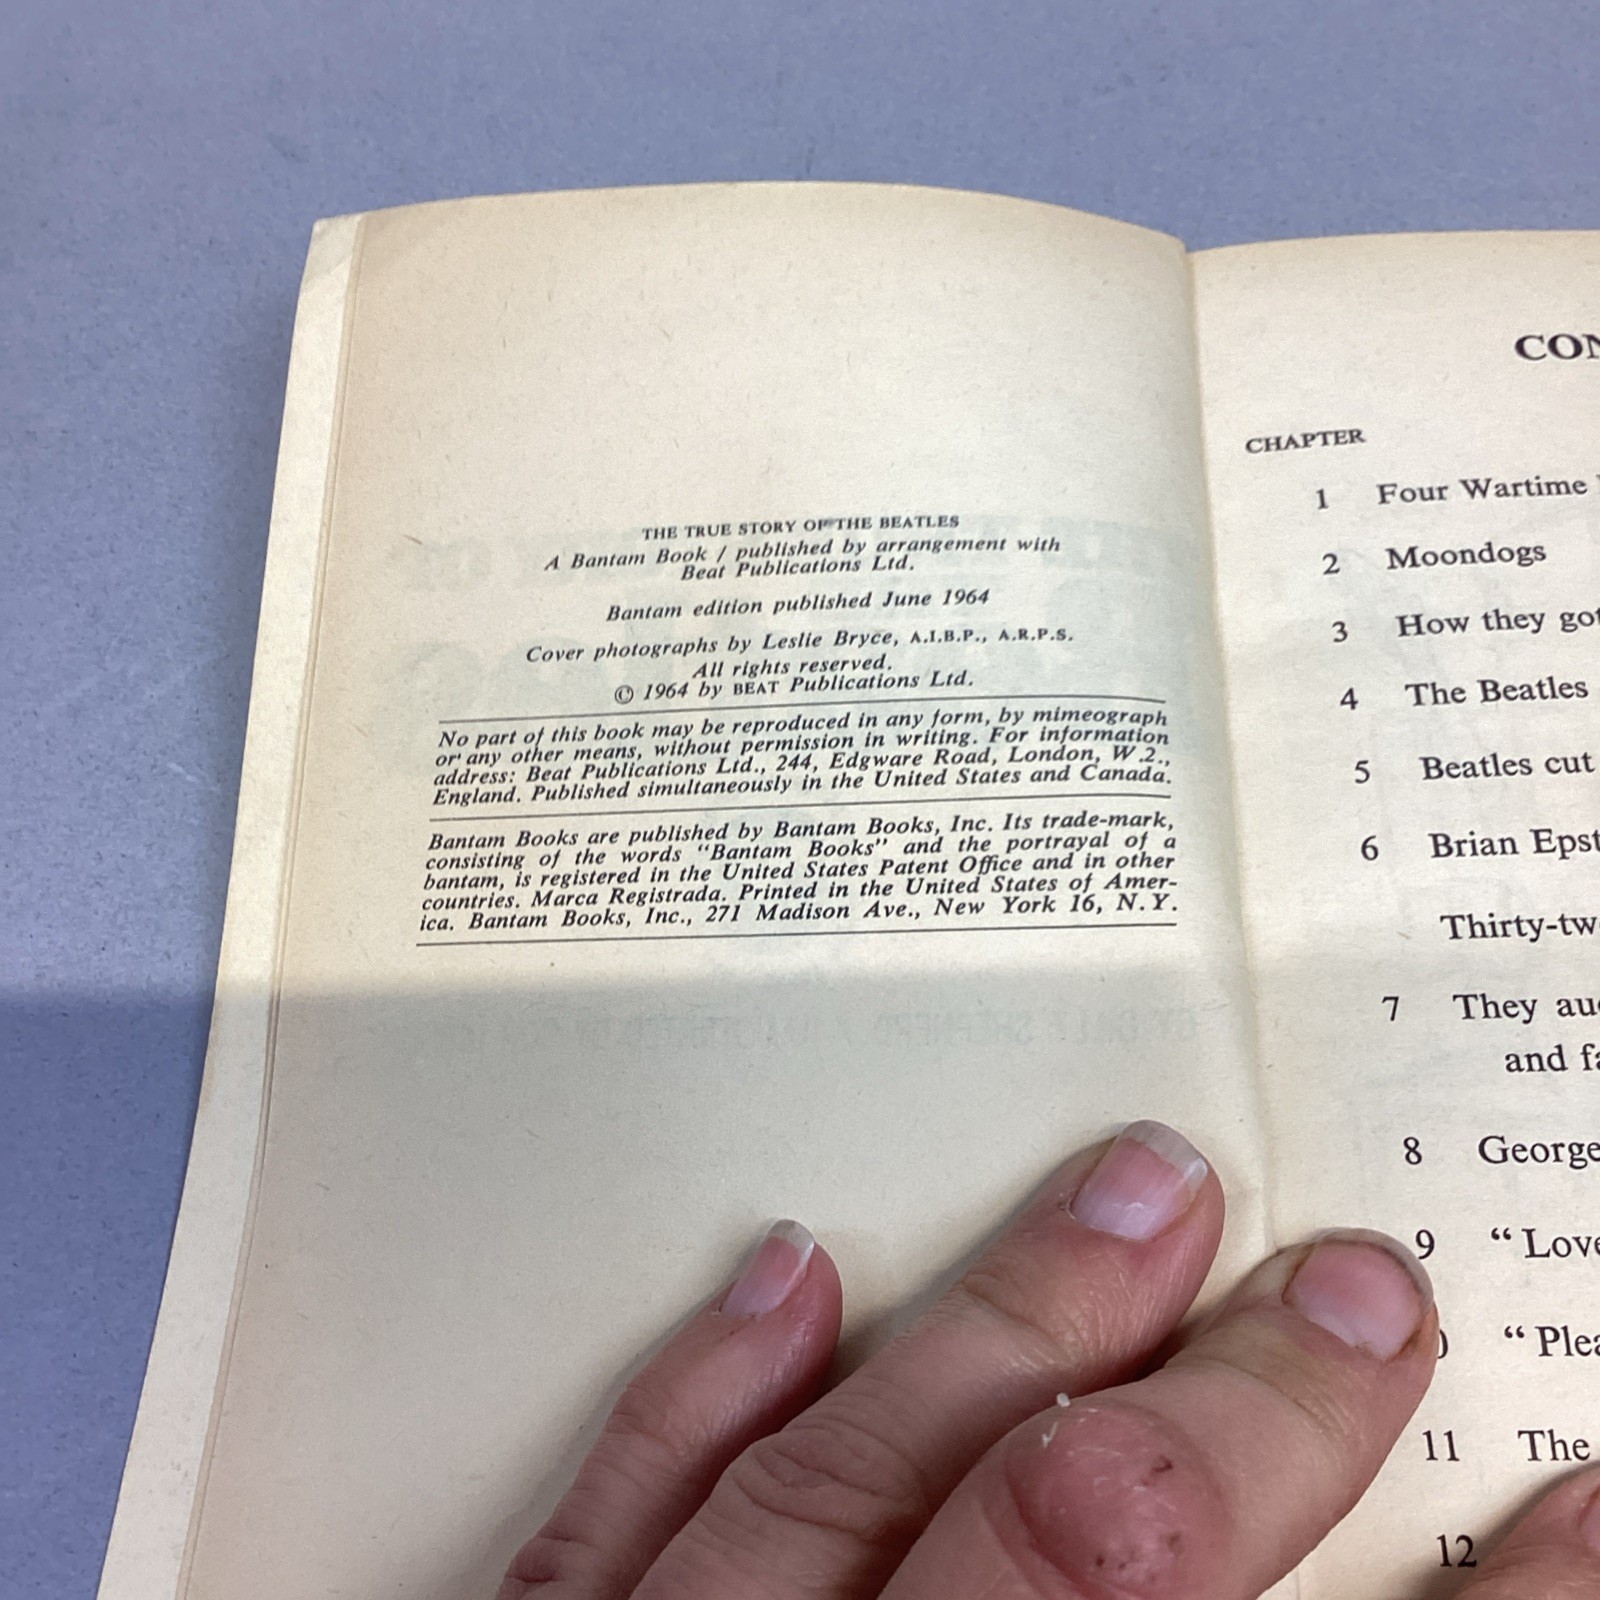 THE TRUE STORY OF THE BEATLES
A Bantam Book / published by arrangement with
Beat Publications Ltd.
Bantam edition published June 1964
Cover photographs by Leslie Bryce, A.I.B.P., A.R.P.S.
All rights reserved.
© 1964 by BEAT Publications Ltd.
No part of this book may be reproduced in any form, by mimeograph
or any other means, without permission in writing. For information
address: Beat Publications Ltd., 244, Edgware Road, London, W.2.,
England. Published simultaneously in the United States and Canada.
Bantam Books are published by Bantam Books, Inc. Its trade-mark,
consisting of the words "Bantam Books" and the portrayal of a
bantam, is registered in the United States Patent Office and in other
countries. Marca Registrada. Printed in the United States of Amer-
ica. Bantam Books, Inc., 271 Madison Ave., New York 16, N.Y.
CHAPTER
1 Four Wartime
2 Moondogs
3 How they got
4 The Beatles
5 Beatles cut
6 Brian
7 They
and
8 George
9 "
10 "
11 The
12